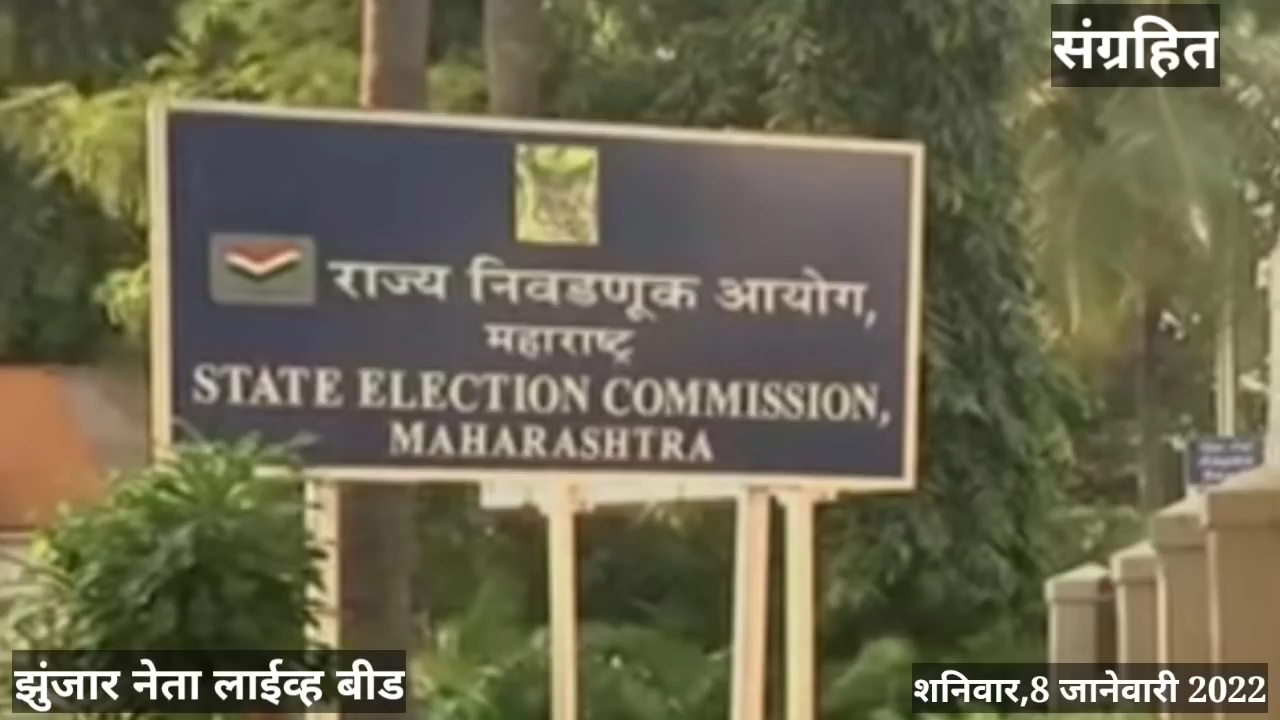 संग्रहित
राज्य निवडणूक आयोग,
महाराष्ट्र
STATE ELECTION COMMISSION,
MAHARASHTRA
झुंजार नेता लाईव्ह बीड
शनिवार,8 जानेवारी 2022